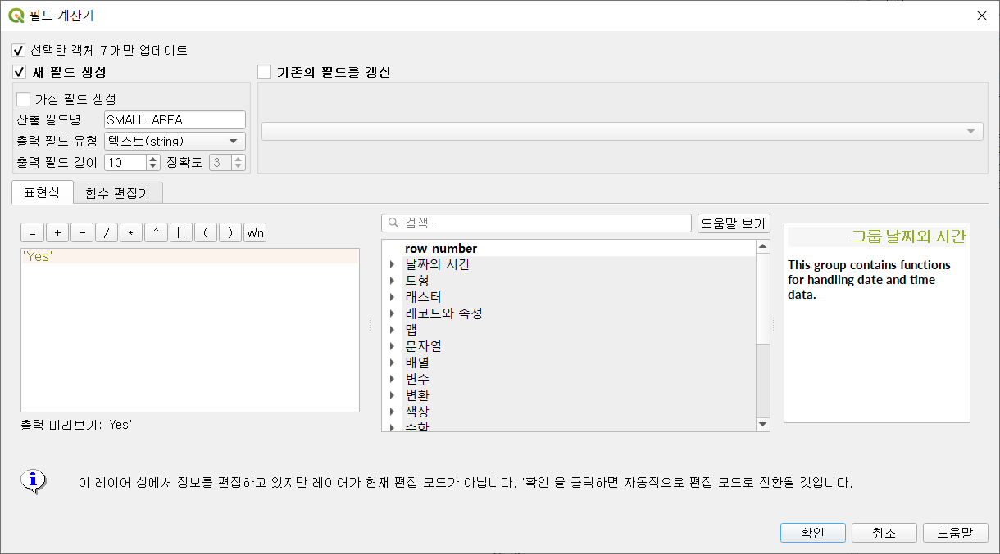 필드 계산기
선택한 객체 7 개만 업데이트
새 필드 생성
기존의 필드를 갱신
가상 필드 생성
산출 필드명 SMALL_AREA
출력 필드 유형 텍스트(string)
출력 필드 길이 10 정확도 3
표현식 함수 편집기
= + - / * ^ || ( ) ₩n
'Yes'
출력 미리보기: 'Yes'
검색… 도움말 보기
row_number
날짜와 시간
도형
래스터
레코드와 속성
맵
문자열
배열
변수
변환
색상
수학
그룹 날짜와 시간
This group contains functions
for handling date and time
data.
이 레이어 상에서 정보를 편집하고 있지만 레이어가 현재 편집 모드가 아닙니다. '확인'을 클릭하면 자동적으로 편집 모드로 전환될 것입니다.
확인 취소 도움말